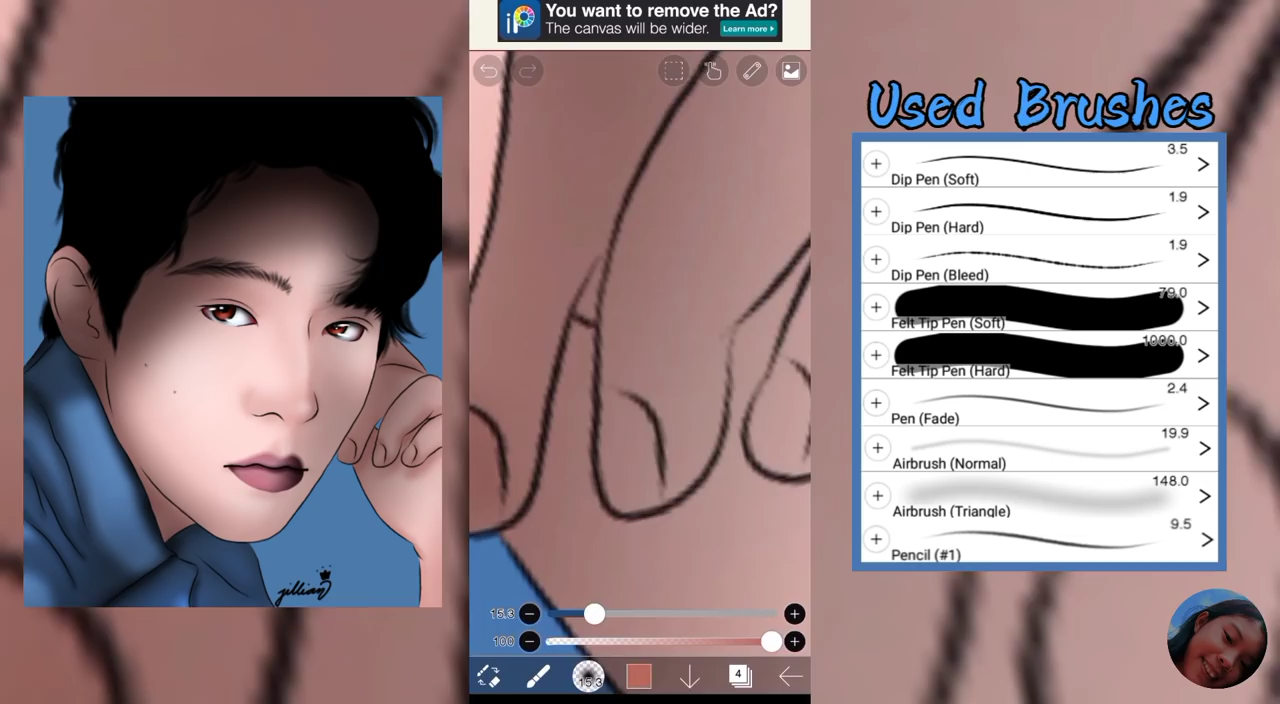 jillian
iP
You want to remove the Ad?
The canvas will be wider.
Learn more
15.3
100
15.3
4
Used Brushes
3.5
Dip Pen (Soft)
1.9
Dip Pen (Hard)
1.9
Dip Pen (Bleed)
79.0
Felt Tip Pen (Soft)
1000.0
Felt Tip Pen (Hard)
2.4
Pen (Fade)
19.9
Airbrush (Normal)
148.0
Airbrush (Triangle)
9.5
Pencil (#1)